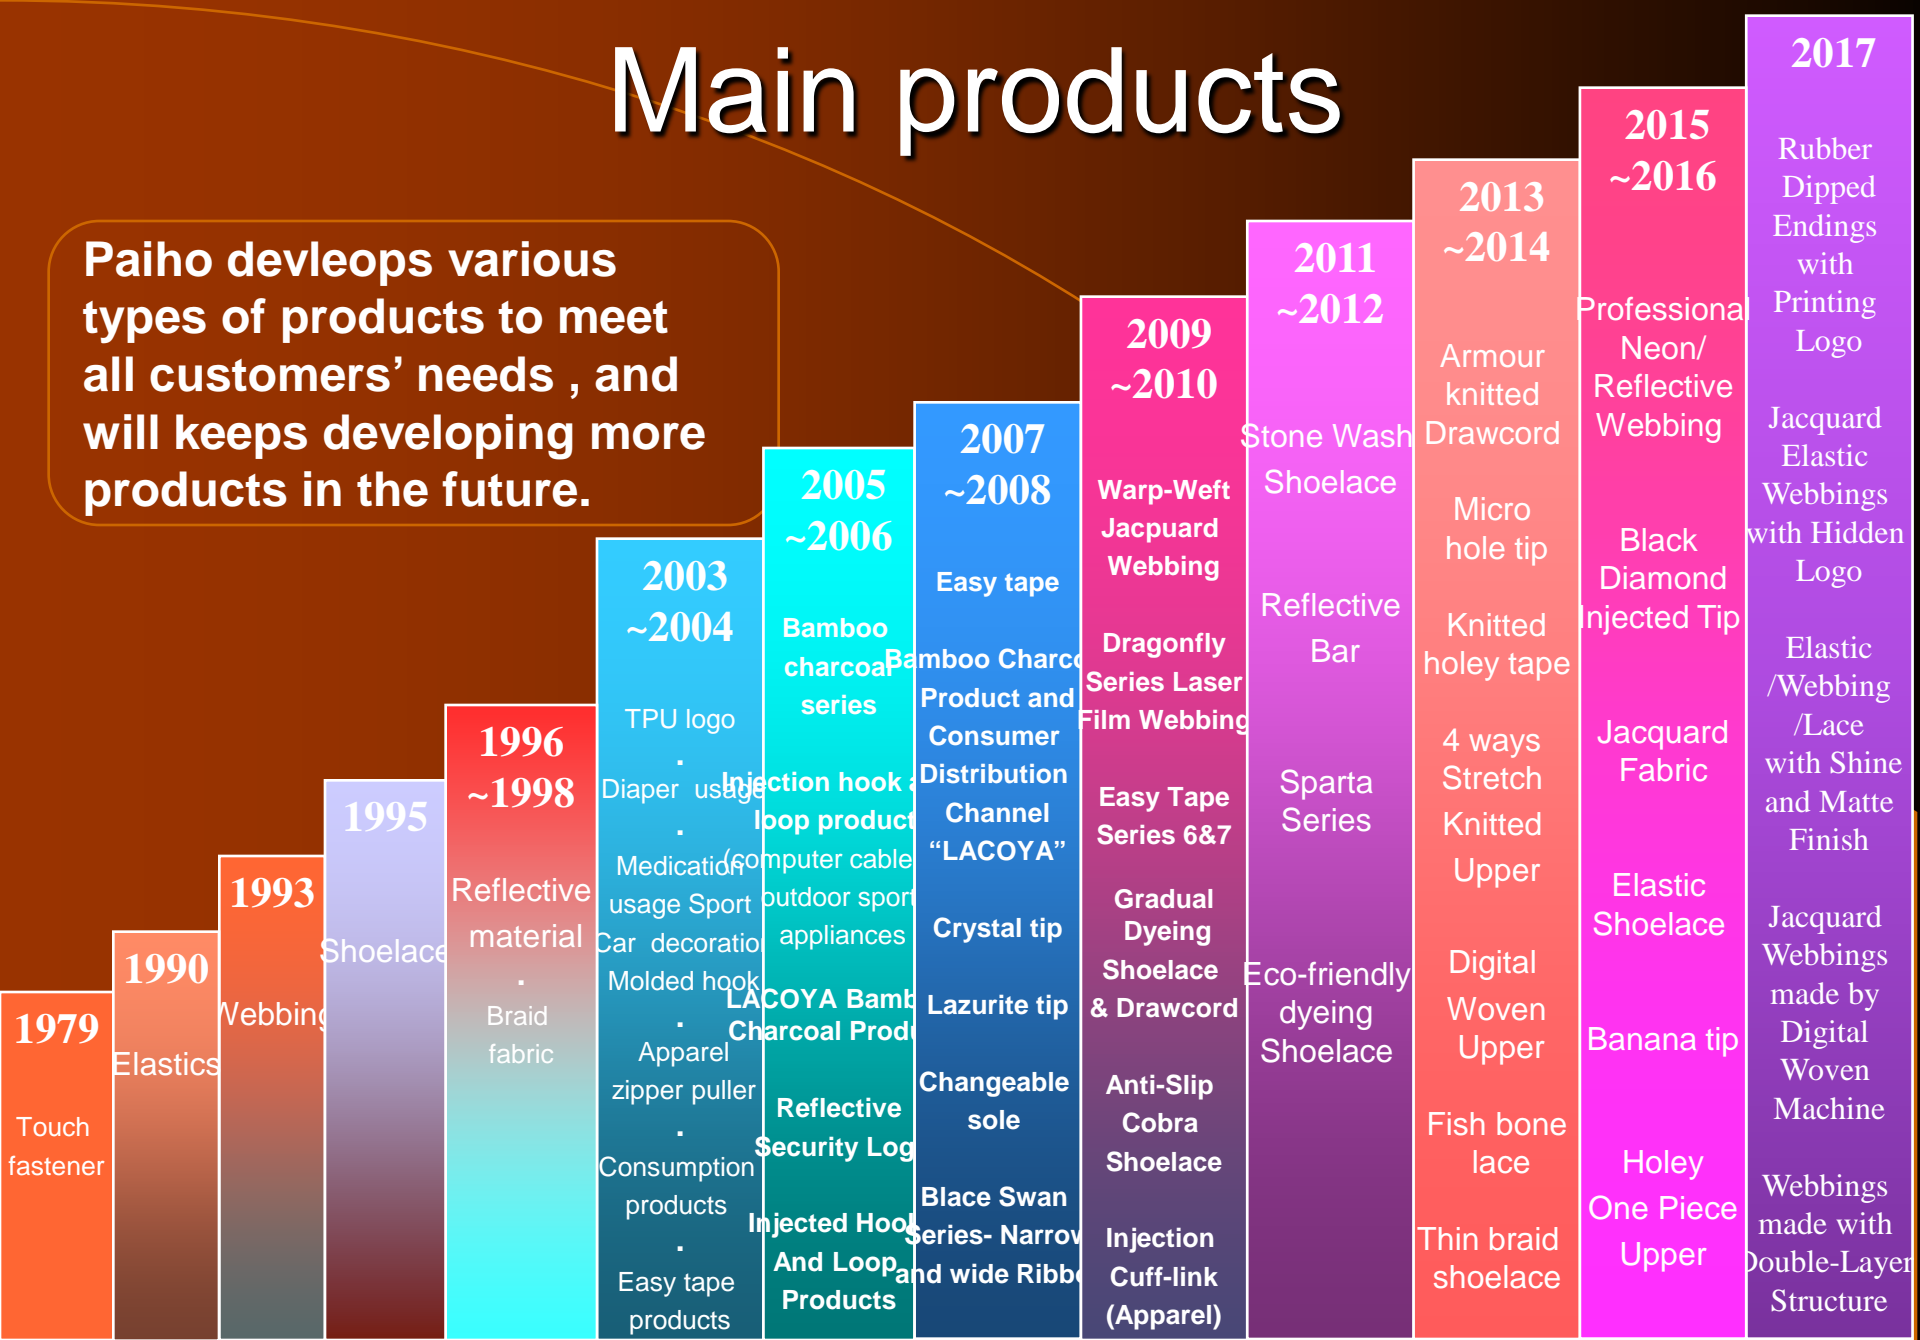 Main products
Paiho devleops various
types of products to meet
all customers’ needs , and
will keeps developing more
products in the future.
1979
Touch
fastener
1990
Elastics
1993
Webbing
1995
Shoelace
1996
~1998
Reflective
material
.
Braid
fabric
2003
~2004
TPU logo
.
Diaper usage
.
Medication
usage Sport
Car decoration
Molded hook
.
Apparel
zipper puller
.
Consumption
products
.
Easy tape
products
2005
~2006
Bamboo
charcoal
series
Injection hook a
loop product
(computer cable
outdoor sport
appliances
LACOYA Bamb
Charcoal Produ
Reflective
Security Log
Injected Hook
And Loop
Products
2007
~2008
Easy tape
Bamboo Charco
Product and
Consumer
Distribution
Channel
“LACOYA”
Crystal tip
Lazurite tip
Changeable
sole
Blace Swan
Series- Narrow
and wide Ribbo
2009
~2010
Warp-Weft
Jacpuard
Webbing
Dragonfly
Series Laser
Film Webbing
Easy Tape
Series 6&7
Gradual
Dyeing
Shoelace
& Drawcord
Anti-Slip
Cobra
Shoelace
Injection
Cuff-link
(Apparel)
2011
~2012
Stone Wash
Shoelace
Reflective
Bar
Sparta
Series
Eco-friendly
dyeing
Shoelace
2013
~2014
Armour
knitted
Drawcord
Micro
hole tip
Knitted
holey tape
4 ways
Stretch
Knitted
Upper
Digital
Woven
Upper
Fish bone
lace
Thin braid
shoelace
2015
~2016
Professional
Neon/
Reflective
Webbing
Black
Diamond
Injected Tip
Jacquard
Fabric
Elastic
Shoelace
Banana tip
Holey
One Piece
Upper
2017
Rubber
Dipped
Endings
with
Printing
Logo
Jacquard
Elastic
Webbings
with Hidden
Logo
Elastic
/Webbing
/Lace
with Shine
and Matte
Finish
Jacquard
Webbings
made by
Digital
Woven
Machine
Webbings
made with
Double-Layer
Structure